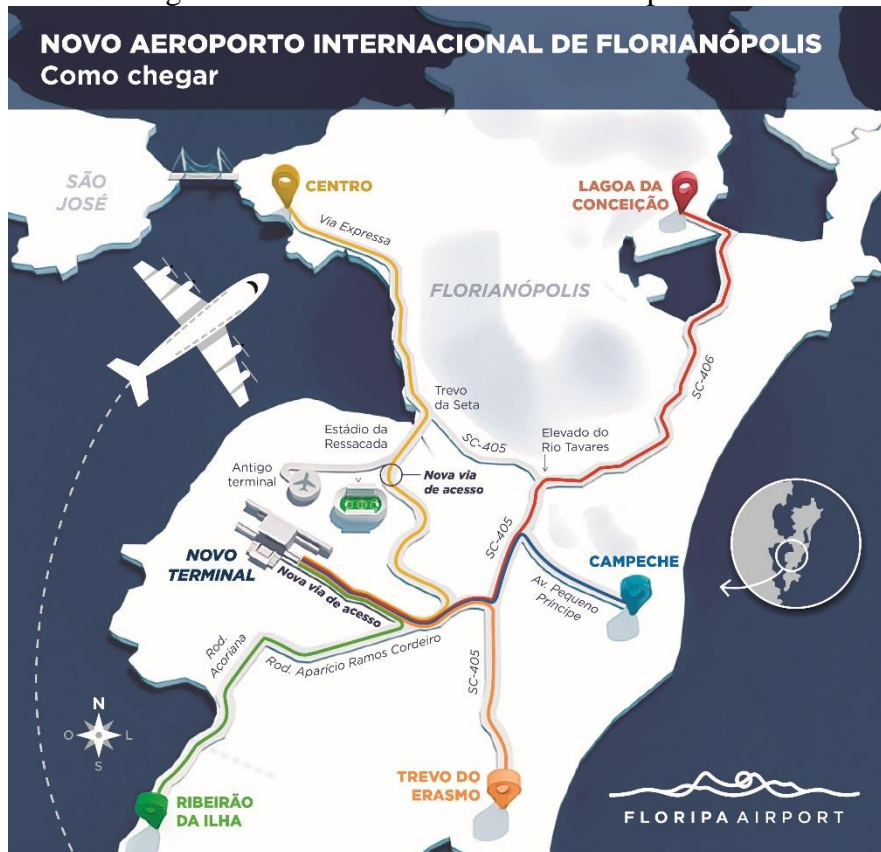 NOVO AEROPORTO INTERNACIONAL DE FLORIANÓPOLIS
Como chegar
SÃO
JOSÉ
CENTRO
LAGOA DA
CONCEIÇÃO
Via Expressa
FLORIANÓPOLIS
SC-406
Trevo
da Seta
Estádio da
Ressacada
SC-405
Elevado do
Rio Tavares
Antigo
terminal
Nova via
de acesso
SC-405
NOVO
TERMINAL
CAMPECHE
Nova via
de acesso
Av. Pequeno
Príncipe
Rod.
Açoriana
Rod. Aparício Ramos Cordeiro
SC-405
N
O
L
S
TREVO DO
ERASMO
RIBEIRÃO
DA ILHA
FLORIPA AIRPORT